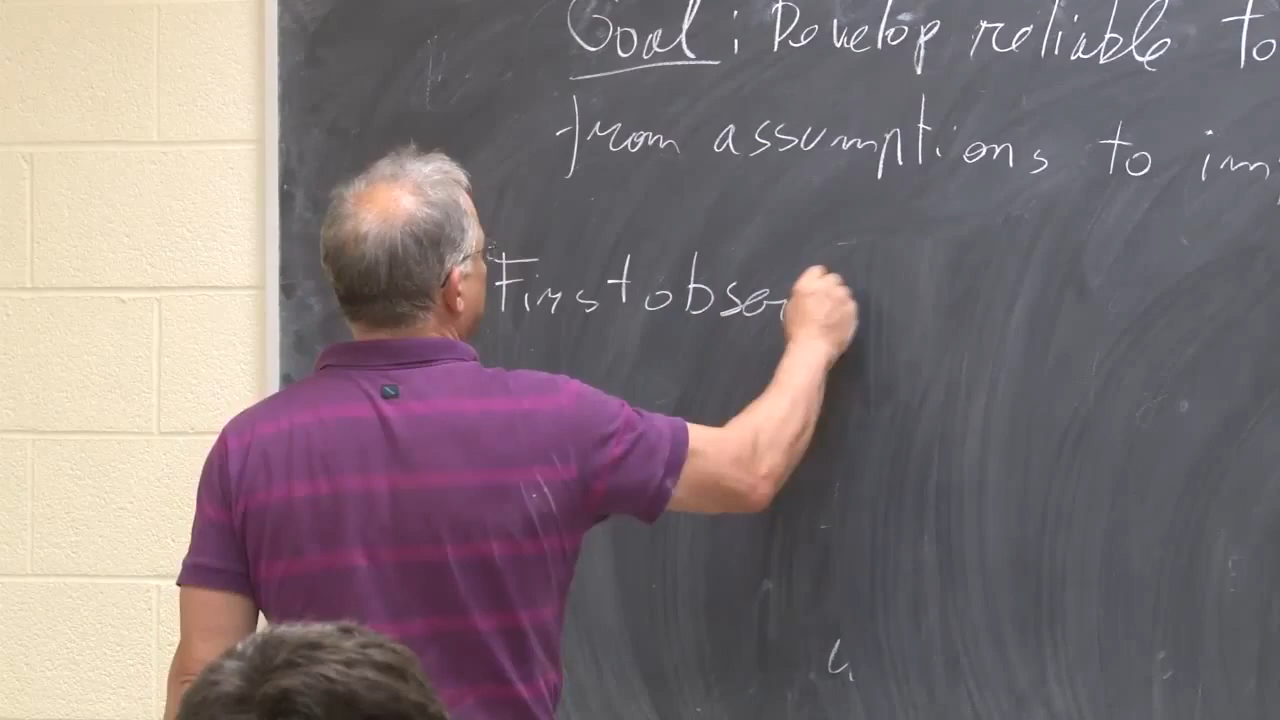 Goal: Develop reliable to
from assumptions to im
First obser